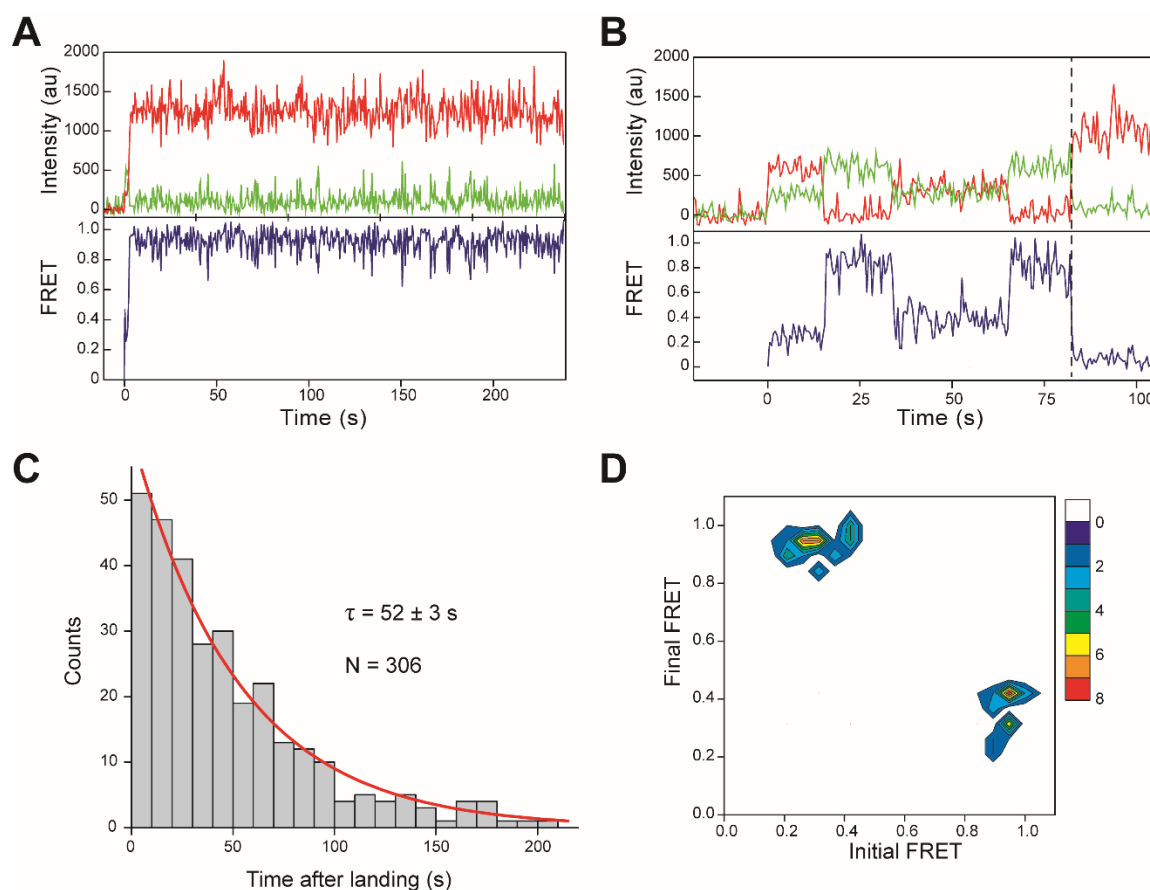 A
Intensity (au)
2000
1500
1000
500
0
FRET
1.0
0.8
0.6
0.4
0.2
0
0 50 100 150 200
Time (s)
B
Intensity (au)
2000
1500
1000
500
0
FRET
1.0
0.8
0.6
0.4
0.2
0
0 25 50 75 100
Time (s)
C
Counts
50
40
30
20
10
0
τ = 52 ± 3 s
N = 306
0 50 100 150 200
Time after landing (s)
D
Final FRET
1.0
0.8
0.6
0.4
0.2
0.0
0.0 0.2 0.4 0.6 0.8 1.0
Initial FRET
0
2
4
6
8